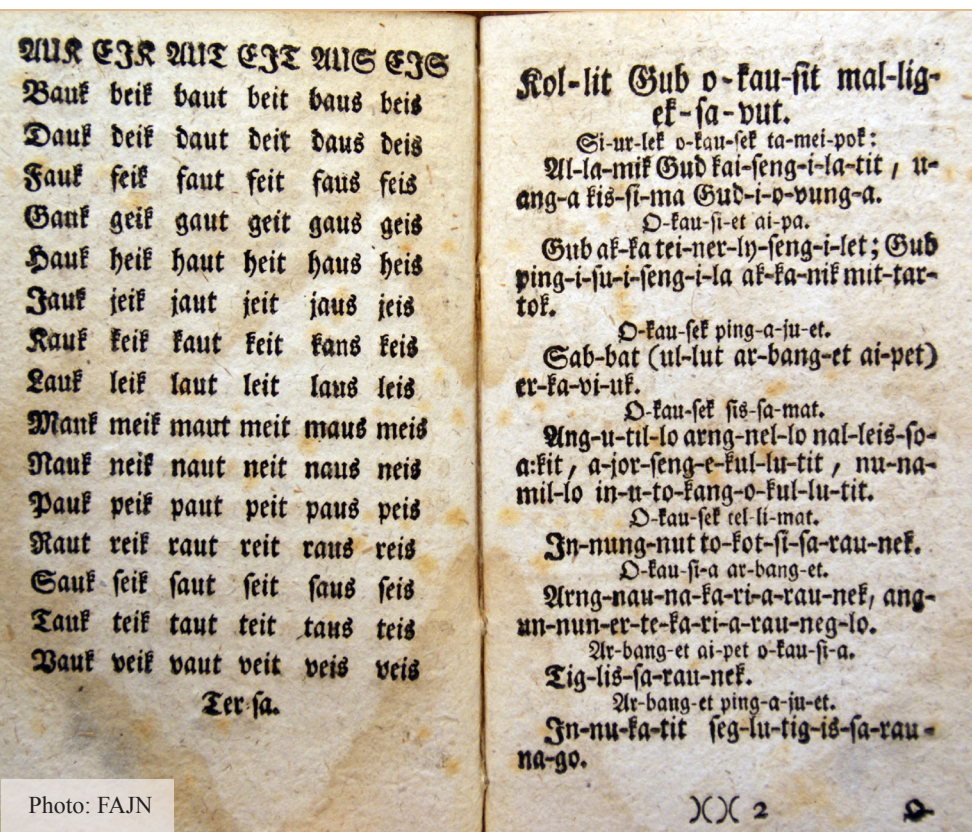 AUK EJK AUT EJT AUS EJS
Bauk beik baut beit baus beis
Dauk deik daut deit daus deis
Fauk feik faut feit faus feis
Gauk geik gaut geit gaus geis
Hauk heik haut heit haus heis
Jauk jeik jaut jeit jaus jeis
Kauk keik kaut keit kans keis
Lauk leik laut leit laus leis
Mauk meik maut meit maus meis
Nauk neik naut neit naus neis
Pauk peik paut peit paus peis
Raut reik raut reit raus reis
Sauk seik saut seit saus seis
Tauk teik taut teit taus teis
Vauk veik vaut veit veis veis
Ter-sa.
Kol-lit Gub o-kau-sit mal-lig-
ek-sa-vut.
Si-ur-lek o-kau-sek ta-mei-pok:
Al-la-mik Gud kai-seng-i-la-tit, u-
ang-a kis-si-ma Gud-i-o-vung-a.
O-kau-si-et ai-pa.
Gub ak-ka tei-ner-ly-seng-i-let; Gub
ping-i-su-i-seng-i-la ak-ka-nik mit-tar-
tok.
O-kau-sek ping-a-ju-et.
Sab-bat (ul-lut ar-bang-et ai-pet)
er-ka-vi-uk.
O-kau-sek sis-sa-mat.
Ang-u-til-lo arng-nel-lo nal-leis-so-
a:kit, a-jor-seng-e-kul-lu-tit, nu-na-
mil-lo in-u-to-kang-o-kul-lu-tit.
O-kau-sek tel-li-mat.
In-nung-nut to-kot-si-sa-rau-nek.
O-kau-si-a ar-bang-et.
Arng-nau-na-ka-ri-a-rau-nek, ang-
un-nun-er-te-ka-ri-a-rau-neg-lo.
Ar-bang-et ai-pet o-kau-si-a.
Tig-lis-sa-rau-nek.
Ar-bang-et ping-a-ju-et.
In-nu-ka-tit seg-lu-tig-is-sa-rau-
na-go.
)()( 2 O-
Photo: FAJN